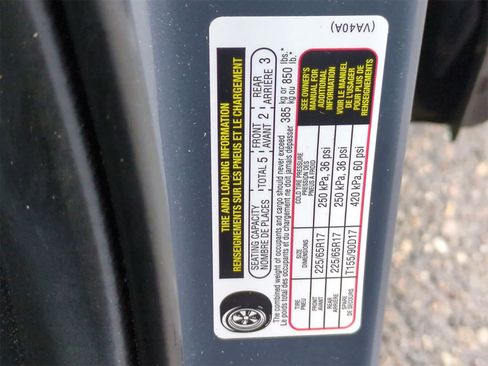 (VA40A)
TIRE AND LOADING INFORMATION
RENSEIGNEMENTS SUR LES PNEUS ET LE CHARGEMENT
SEATING CAPACITY
NOMBRE DE PLACES
TOTAL 5
FRONT
AVANT 2
REAR
ARRIÈRE 3
The combined weight of occupants and cargo should never exceed 385 kg or 850 lbs.*
Le poids total des occupants et du chargement ne doit jamais dépasser 385 kg ou 850 lb.*
TIRE
PNEU
SIZE
DIMENSIONS
COLD TIRE PRESSURE
PRESSION DES
PNEUS A FROID
FRONT
AVANT
225/65R17
250 kPa, 36 psi
REAR
ARRIÈRE
225/65R17
250 kPa, 36 psi
SPARE
DE SECOURS
T155/90D17
420 kPa, 60 psi
SEE OWNER'S
MANUAL FOR
ADDITIONAL
INFORMATION
VOIR LE MANUEL
DE L'USAGER
POUR PLUS DE
RENSEIGNEMENTS